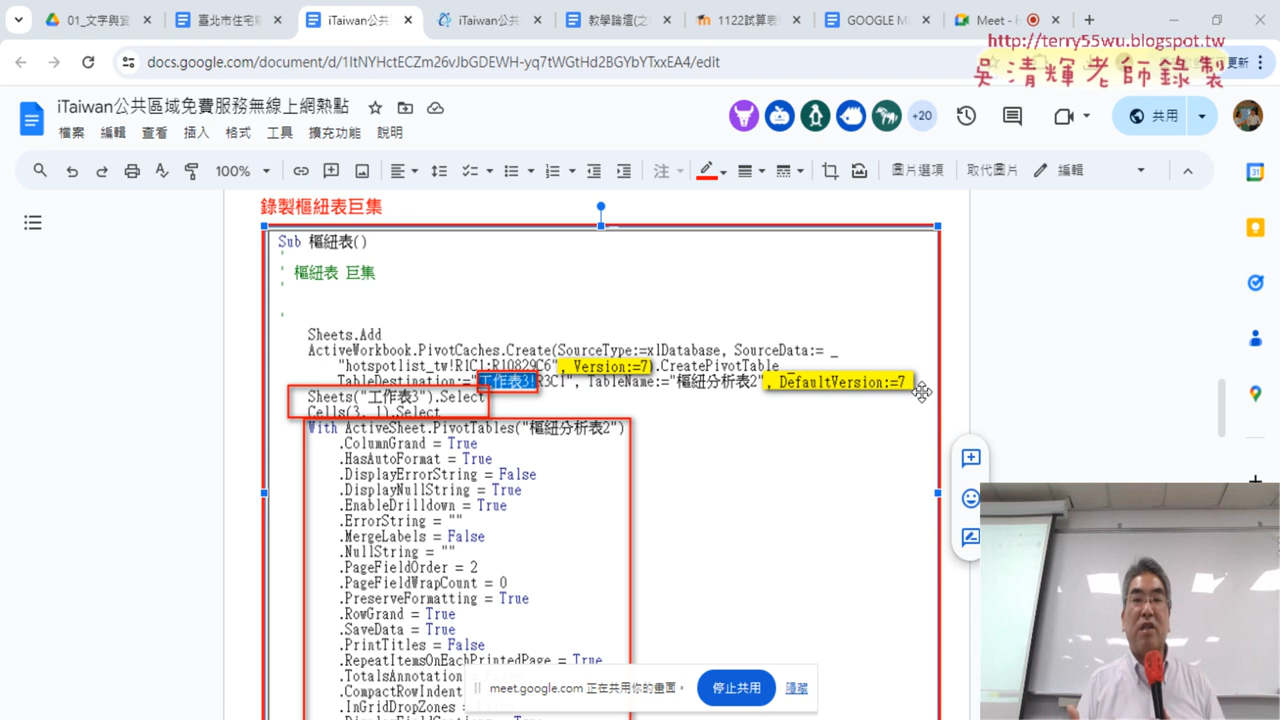 01_文字與資
臺北市住宅竊
iTaiwan公共
iTaiwan公共
教學論壇(之
1122試算表
GOOGLE M
Meet -
http://terry55wu.blogspot.tw
docs.google.com/document/d/1ItNYHctECZh26vJbGDEWH-yq7tWGtHd2BGYbYTxxEA4/edit
吳清輝老師錄製
更新
iTaiwan公共區域免費服務無線上網熱點
+20
共用
檔案 編輯 查看 插入 格式 工具 擴充功能 說明
100%
注
圖片選項
取代圖片
編輯
錄製樞紐表巨集
Sub 樞紐表()
'
' 樞紐表 巨集
'
'
Sheets.Add
ActiveWorkbook.PivotCaches.Create(SourceType:=xlDatabase, SourceData:= _
"hotspotlist_tw!R1C1:R10829C6", Version:=7).CreatePivotTable _
TableDestination:="工作表3!R3C1", TableName:="樞紐分析表2", DefaultVersion:=7
Sheets("工作表3").Select
Cells(3, 1).Select
With ActiveSheet.PivotTables("樞紐分析表2")
.ColumnGrand = True
.HasAutoFormat = True
.DisplayErrorString = False
.DisplayNullString = True
.EnableDrilldown = True
.ErrorString = ""
.MergeLabels = False
.NullString = ""
.PageFieldOrder = 2
.PageFieldWrapCount = 0
.PreserveFormatting = True
.RowGrand = True
.SaveData = True
.PrintTitles = False
.RepeatItemsOnEachPrintedPage = True
.TotalsAnnotation
.CompactRowIndent
.InGridDropZones =
meet.google.com 正在共用你的畫面。
停止共用
隱藏